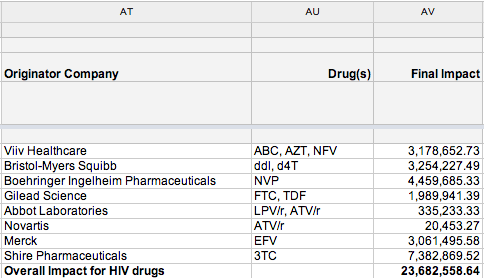 AT AU AV
Originator Company Drug(s) Final Impact
Viiv Healthcare ABC, AZT, NFV 3,178,652.73
Bristol-Myers Squibb ddI, d4T 3,254,227.49
Boehringer Ingelheim Pharmaceuticals NVP 4,459,685.33
Gilead Science FTC, TDF 1,989,941.39
Abbot Laboratories LPV/r, ATV/r 335,233.33
Novartis ATV/r 20,453.27
Merck EFV 3,061,495.58
Shire Pharmaceuticals 3TC 7,382,869.52
Overall Impact for HIV drugs 23,682,558.64